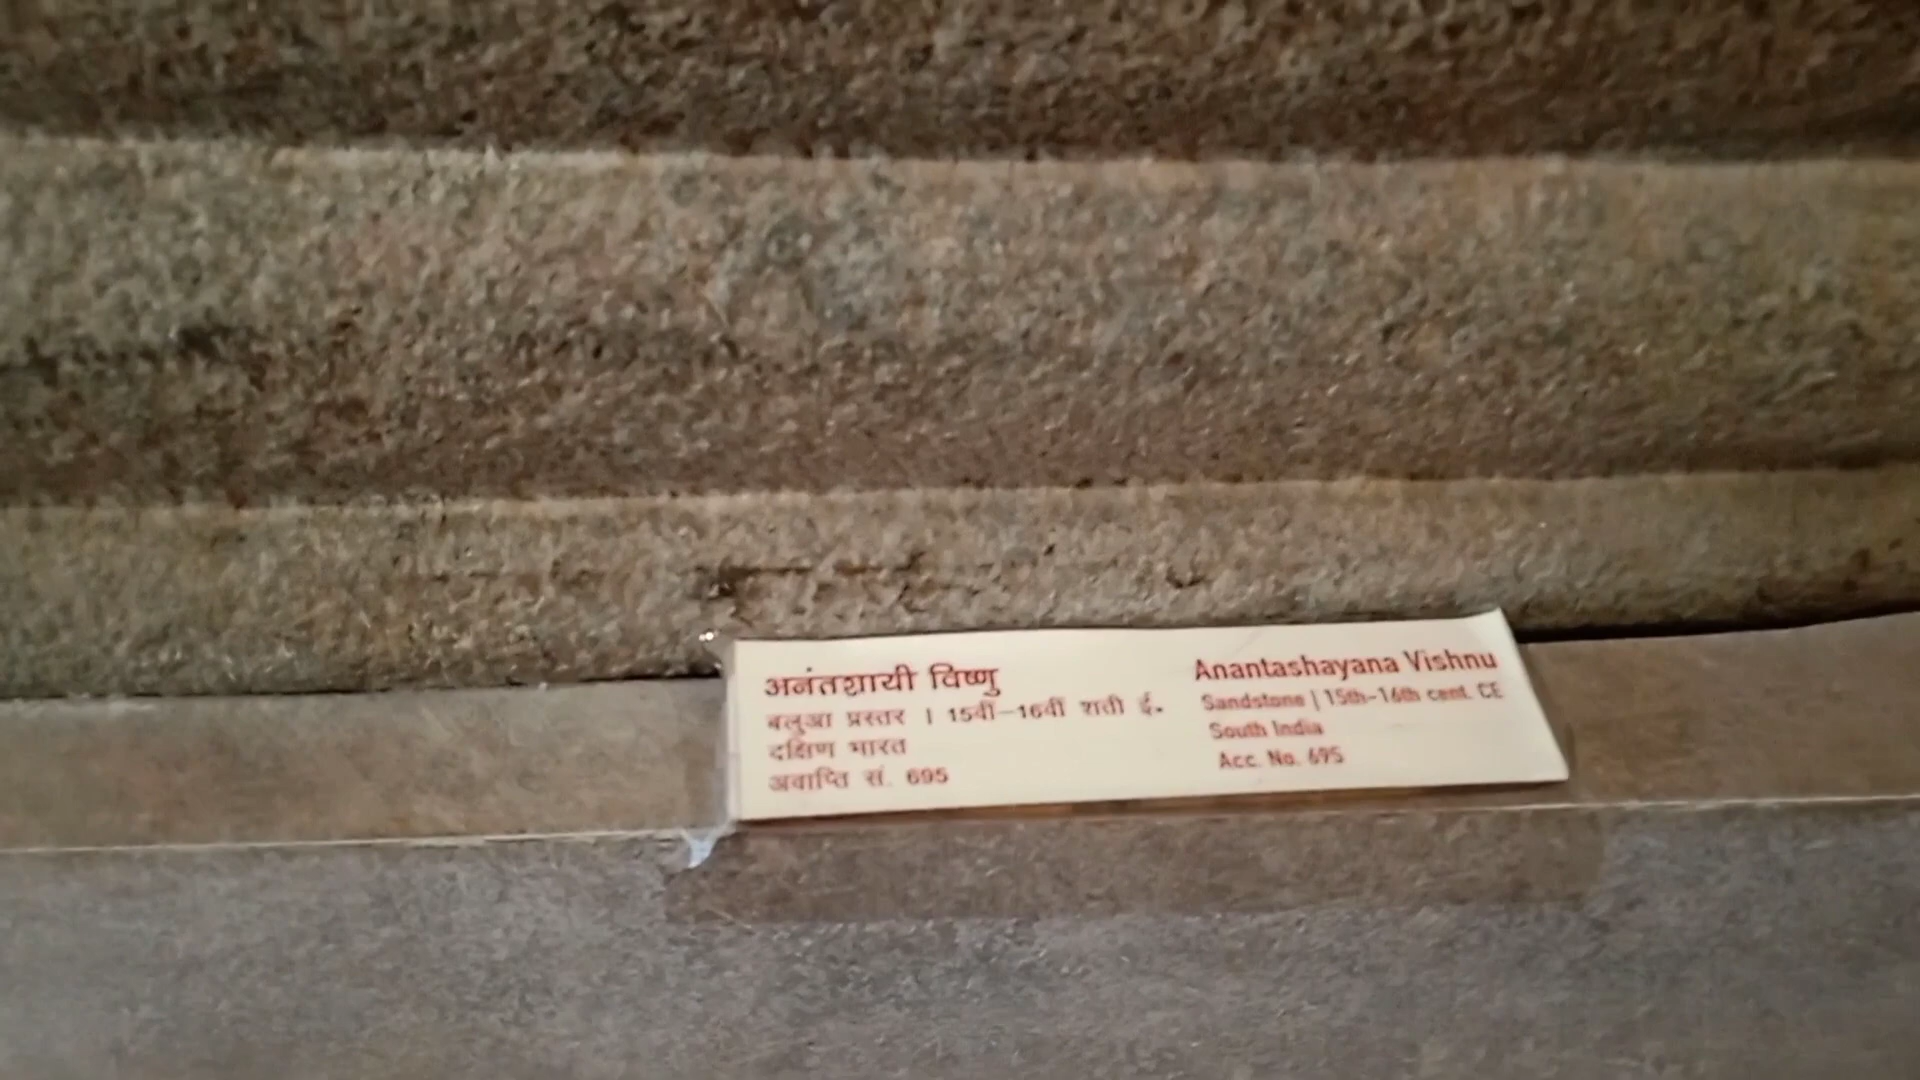 अनंतशायी विष्णु
बलुआ प्रस्तर । 15वीं–16वीं शती ई.
दक्षिण भारत
अवाप्ति सं. 695
Anantashayana Vishnu
Sandstone | 15th-16th cent. CE
South India
Acc. No. 695